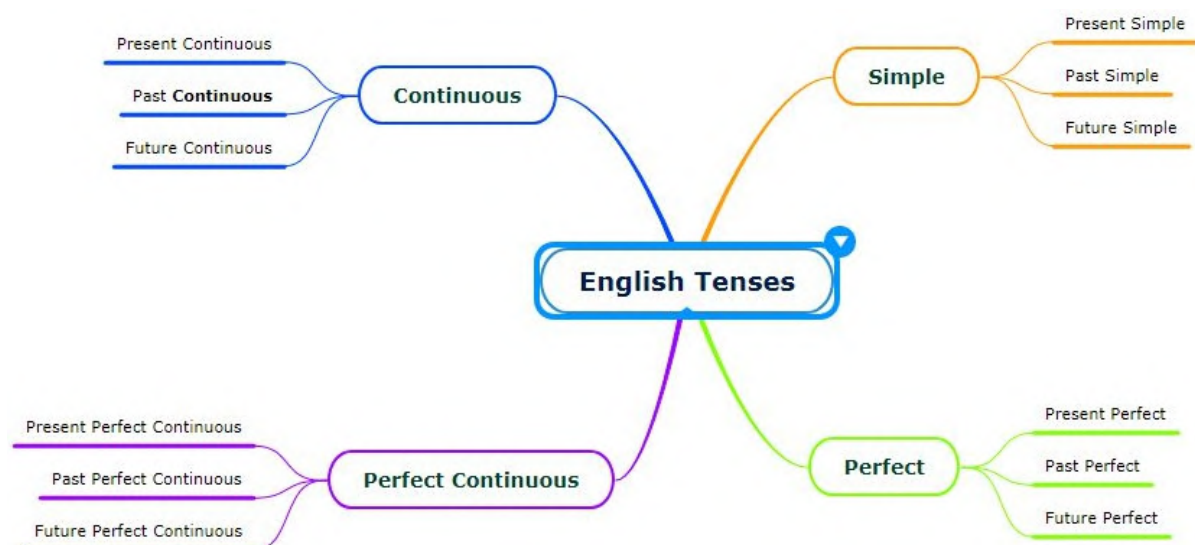 English Tenses
Simple
Present Simple
Past Simple
Future Simple
Perfect
Present Perfect
Past Perfect
Future Perfect
Continuous
Present Continuous
Past Continuous
Future Continuous
Perfect Continuous
Present Perfect Continuous
Past Perfect Continuous
Future Perfect Continuous